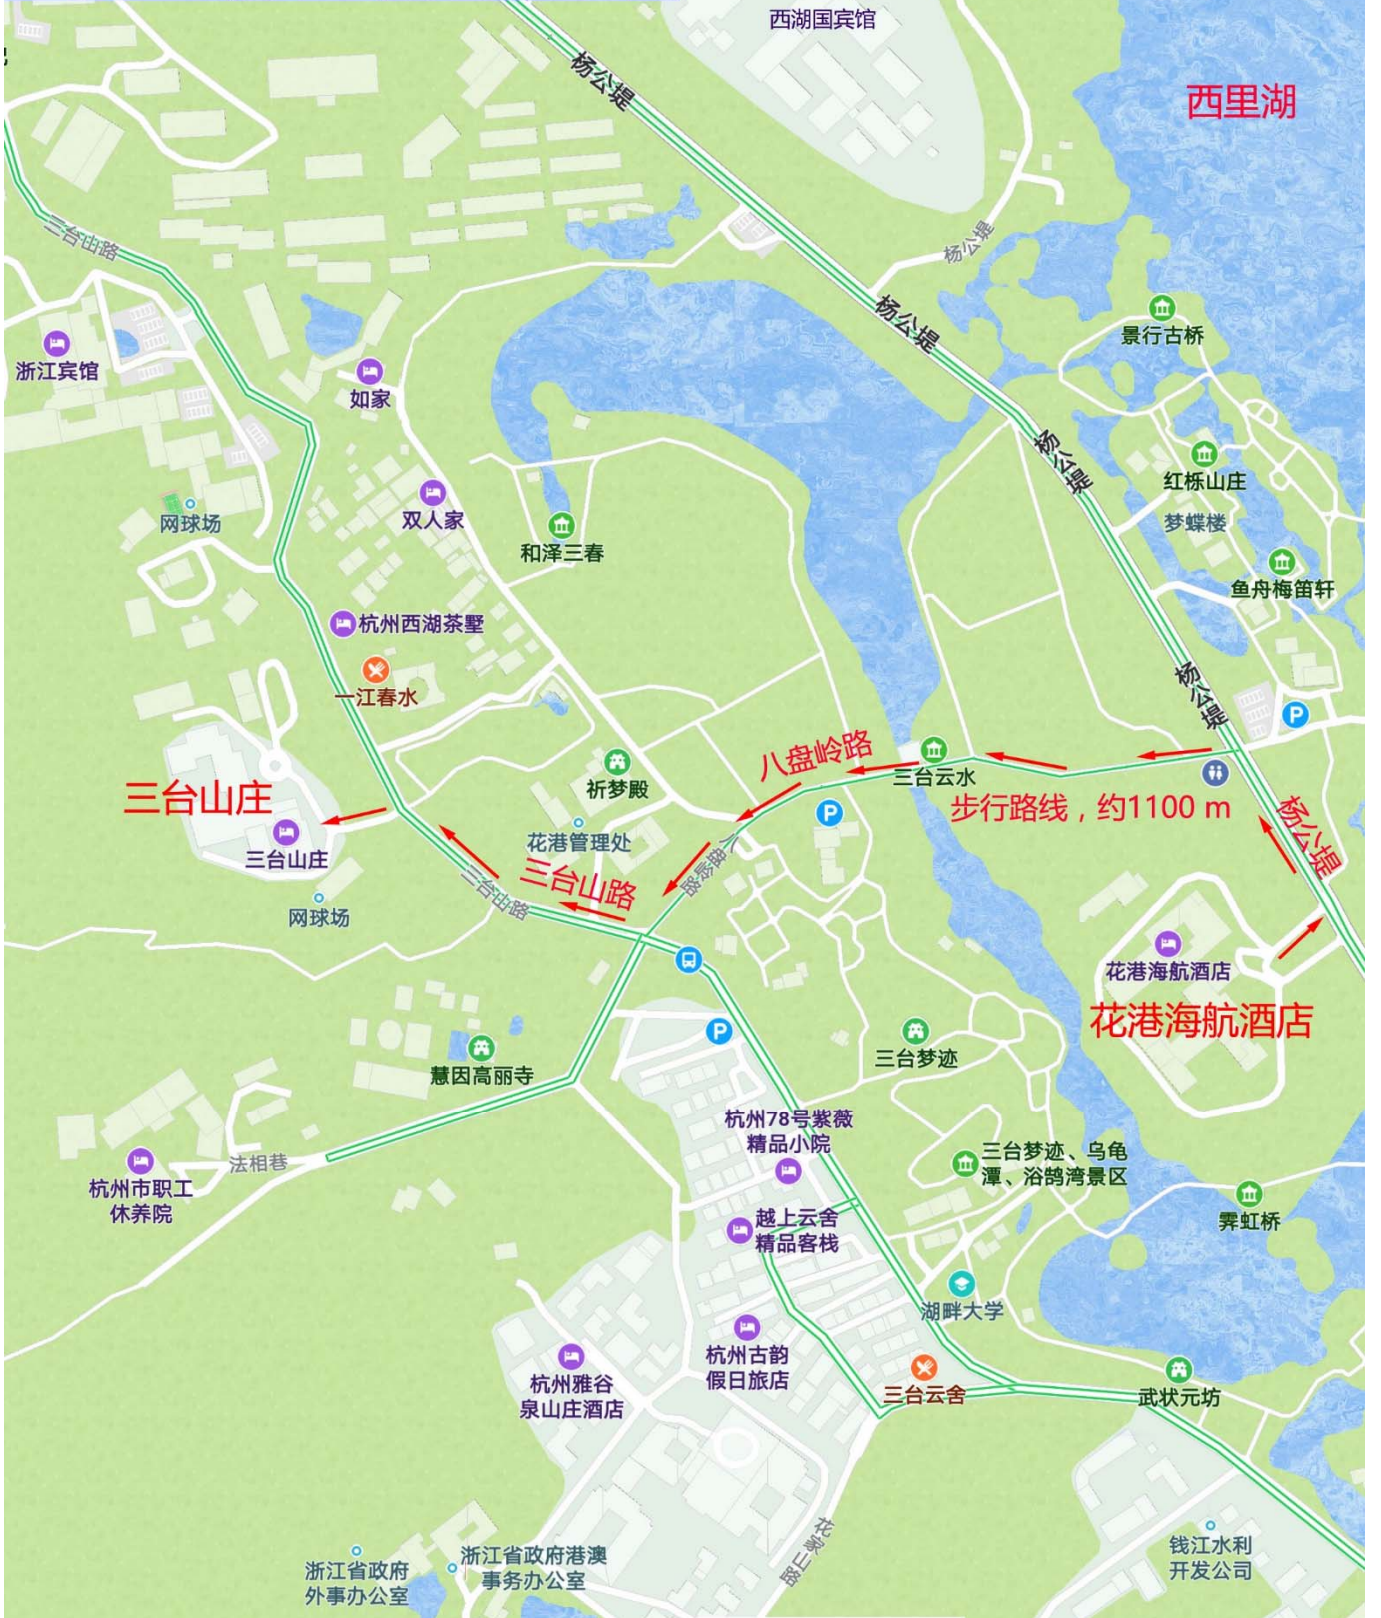 西湖国宾馆
杨公堤
西里湖
三台山路
杨公堤
杨公堤
景行古桥
浙江宾馆
如家
杨公堤
红栎山庄
双人家
网球场
梦蝶楼
和泽三春
鱼舟梅笛轩
杭州西湖茶墅
一江春水
杨公堤
八盘岭路
三台云水
祈梦殿
三台山庄
步行路线，约1100 m
杨公堤
花港管理处
三台山庄
八盘岭路
三台山路
三台山路
网球场
花港海航酒店
花港海航酒店
三台梦迹
慧因高丽寺
杭州78号紫薇
精品小院
三台梦迹、乌龟
潭、浴鹄湾景区
法相巷
杭州市职工
休养院
霁虹桥
越上云舍
精品客栈
湖畔大学
杭州古韵
假日旅店
杭州雅谷
泉山庄酒店
三台云舍
武状元坊
花家山路
钱江水利
开发公司
浙江省政府
外事办公室
浙江省政府港澳
事务办公室
P
P
P